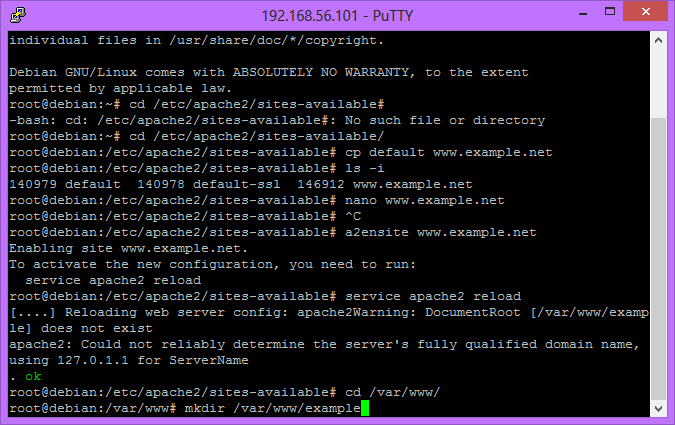 192.168.56.101 - PuTTY
individual files in /usr/share/doc/*/copyright.
Debian GNU/Linux comes with ABSOLUTELY NO WARRANTY, to the extent
permitted by applicable law.
root@debian:~# cd /etc/apache2/sites-available#
-bash: cd: /etc/apache2/sites-available#: No such file or directory
root@debian:~# cd /etc/apache2/sites-available/
root@debian:/etc/apache2/sites-available# cp default www.example.net
root@debian:/etc/apache2/sites-available# ls -i
140979 default  140978 default-ssl  146912 www.example.net
root@debian:/etc/apache2/sites-available# nano www.example.net
root@debian:/etc/apache2/sites-available# ^C
root@debian:/etc/apache2/sites-available# a2ensite www.example.net
Enabling site www.example.net.
To activate the new configuration, you need to run:
  service apache2 reload
root@debian:/etc/apache2/sites-available# service apache2 reload
[....] Reloading web server config: apache2Warning: DocumentRoot [/var/www/examp
le] does not exist
apache2: Could not reliably determine the server's fully qualified domain name,
using 127.0.1.1 for ServerName
. ok
root@debian:/etc/apache2/sites-available# cd /var/www/
root@debian:/var/www# mkdir /var/www/example